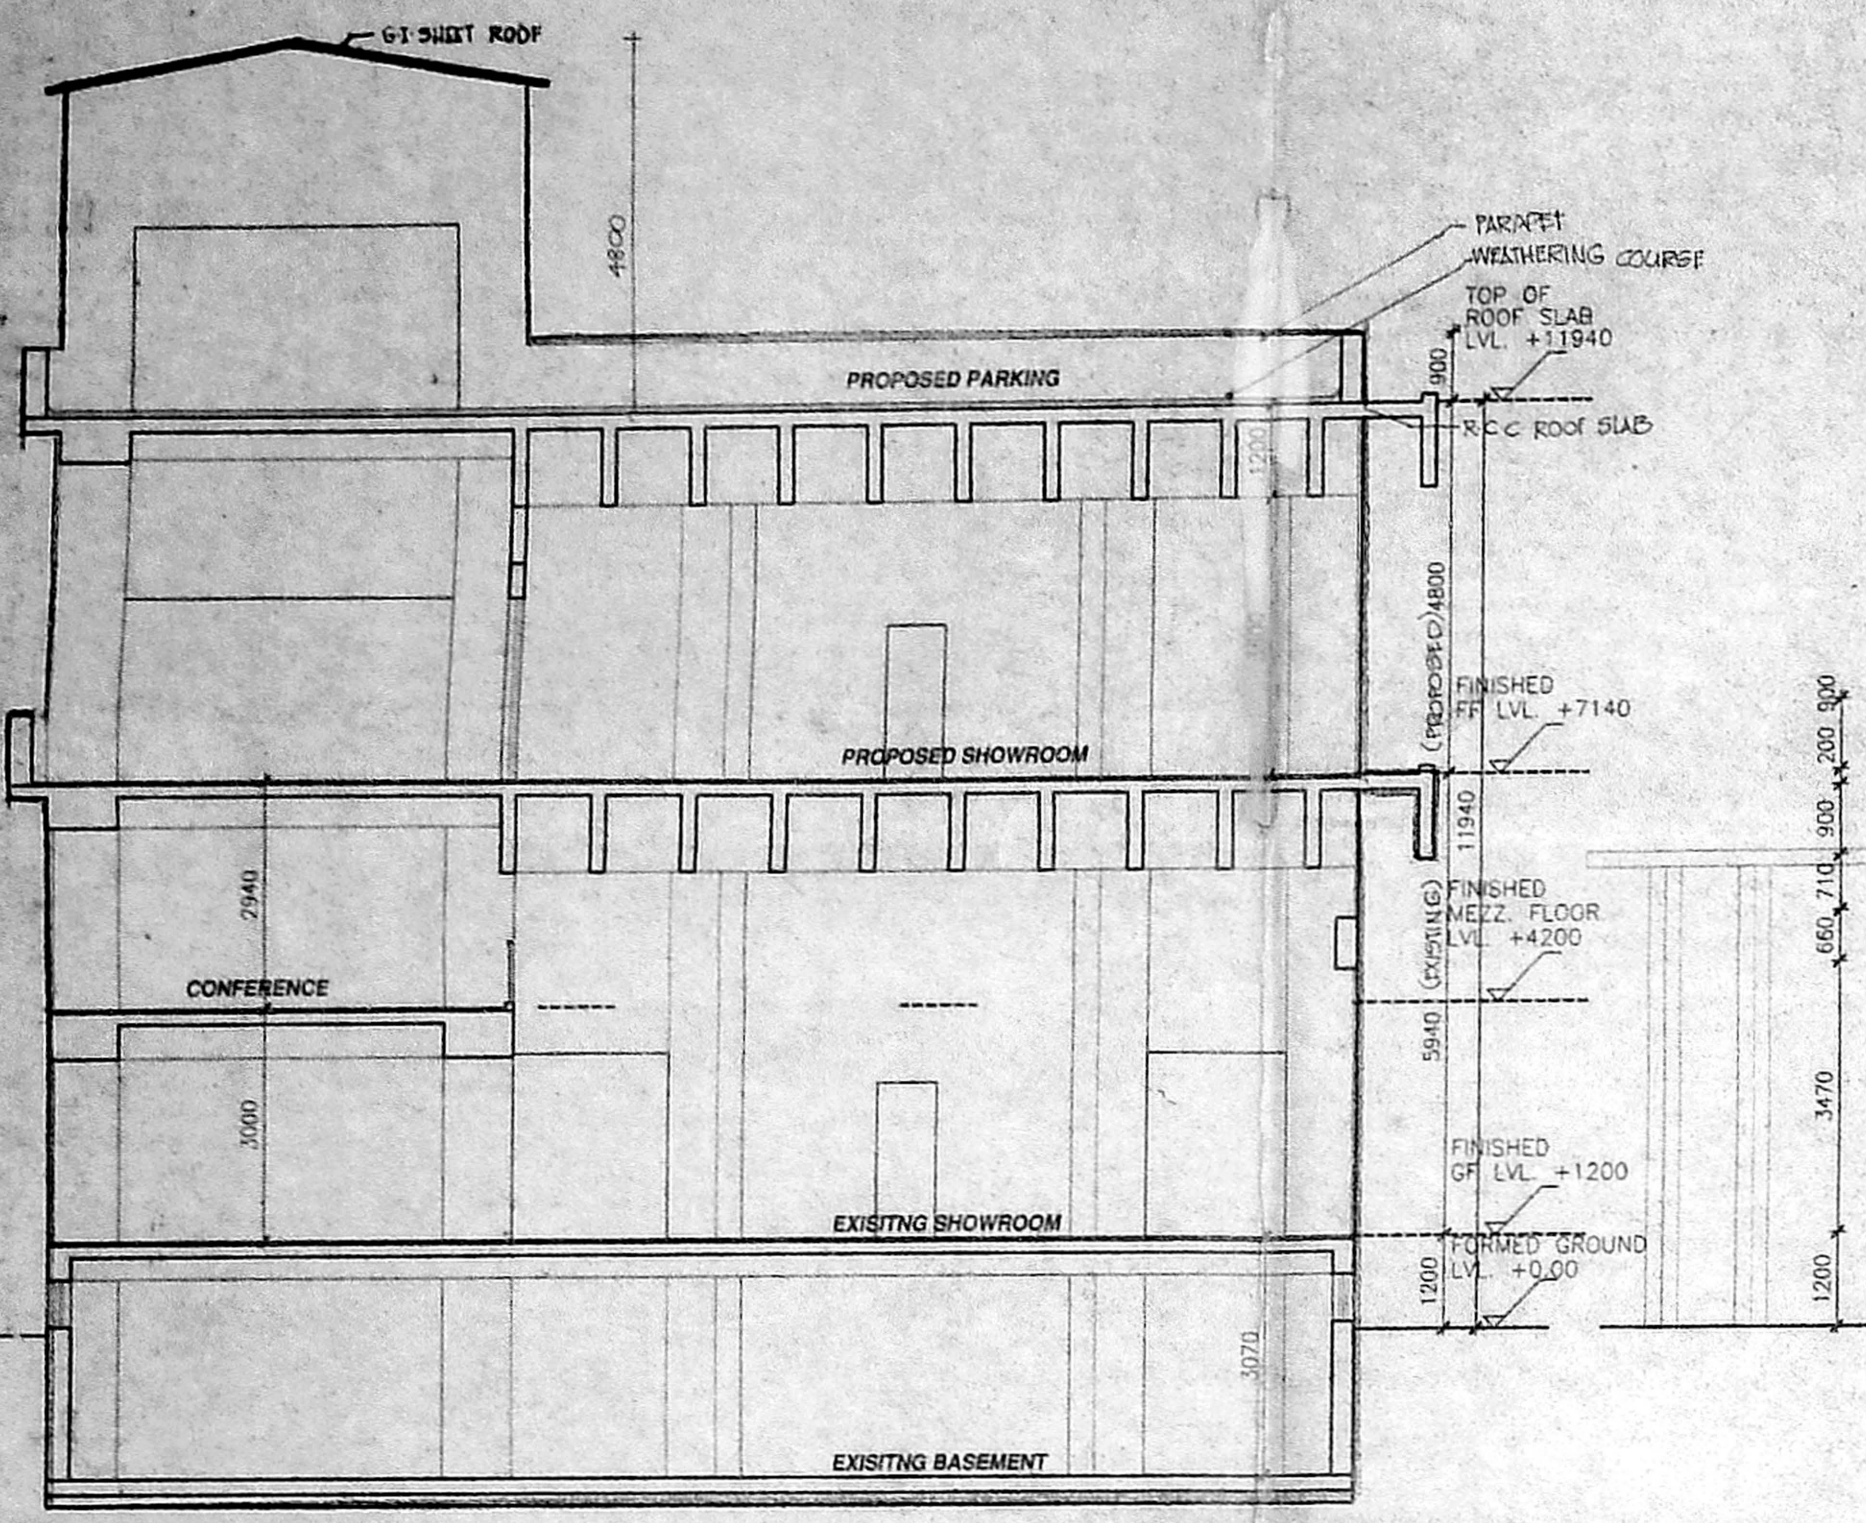 G.I. SHEET ROOF
4800
PARAPET
WEATHERING COURSE
TOP OF
ROOF SLAB
LVL. +11940
900
PROPOSED PARKING
R.C.C ROOF SLAB
1200
(PROPOSED) 4800
FINISHED
FF LVL. +7140
900
200
PROPOSED SHOWROOM
11940
900
2940
FINISHED
MEZZ. FLOOR
LVL. +4200
710
660
CONFERENCE
5940 (EXISTING)
3000
3470
FINISHED
GF LVL. +1200
EXISITNG SHOWROOM
FORMED GROUND
LVL. +0.00
1200
1200
3070
EXISITNG BASEMENT